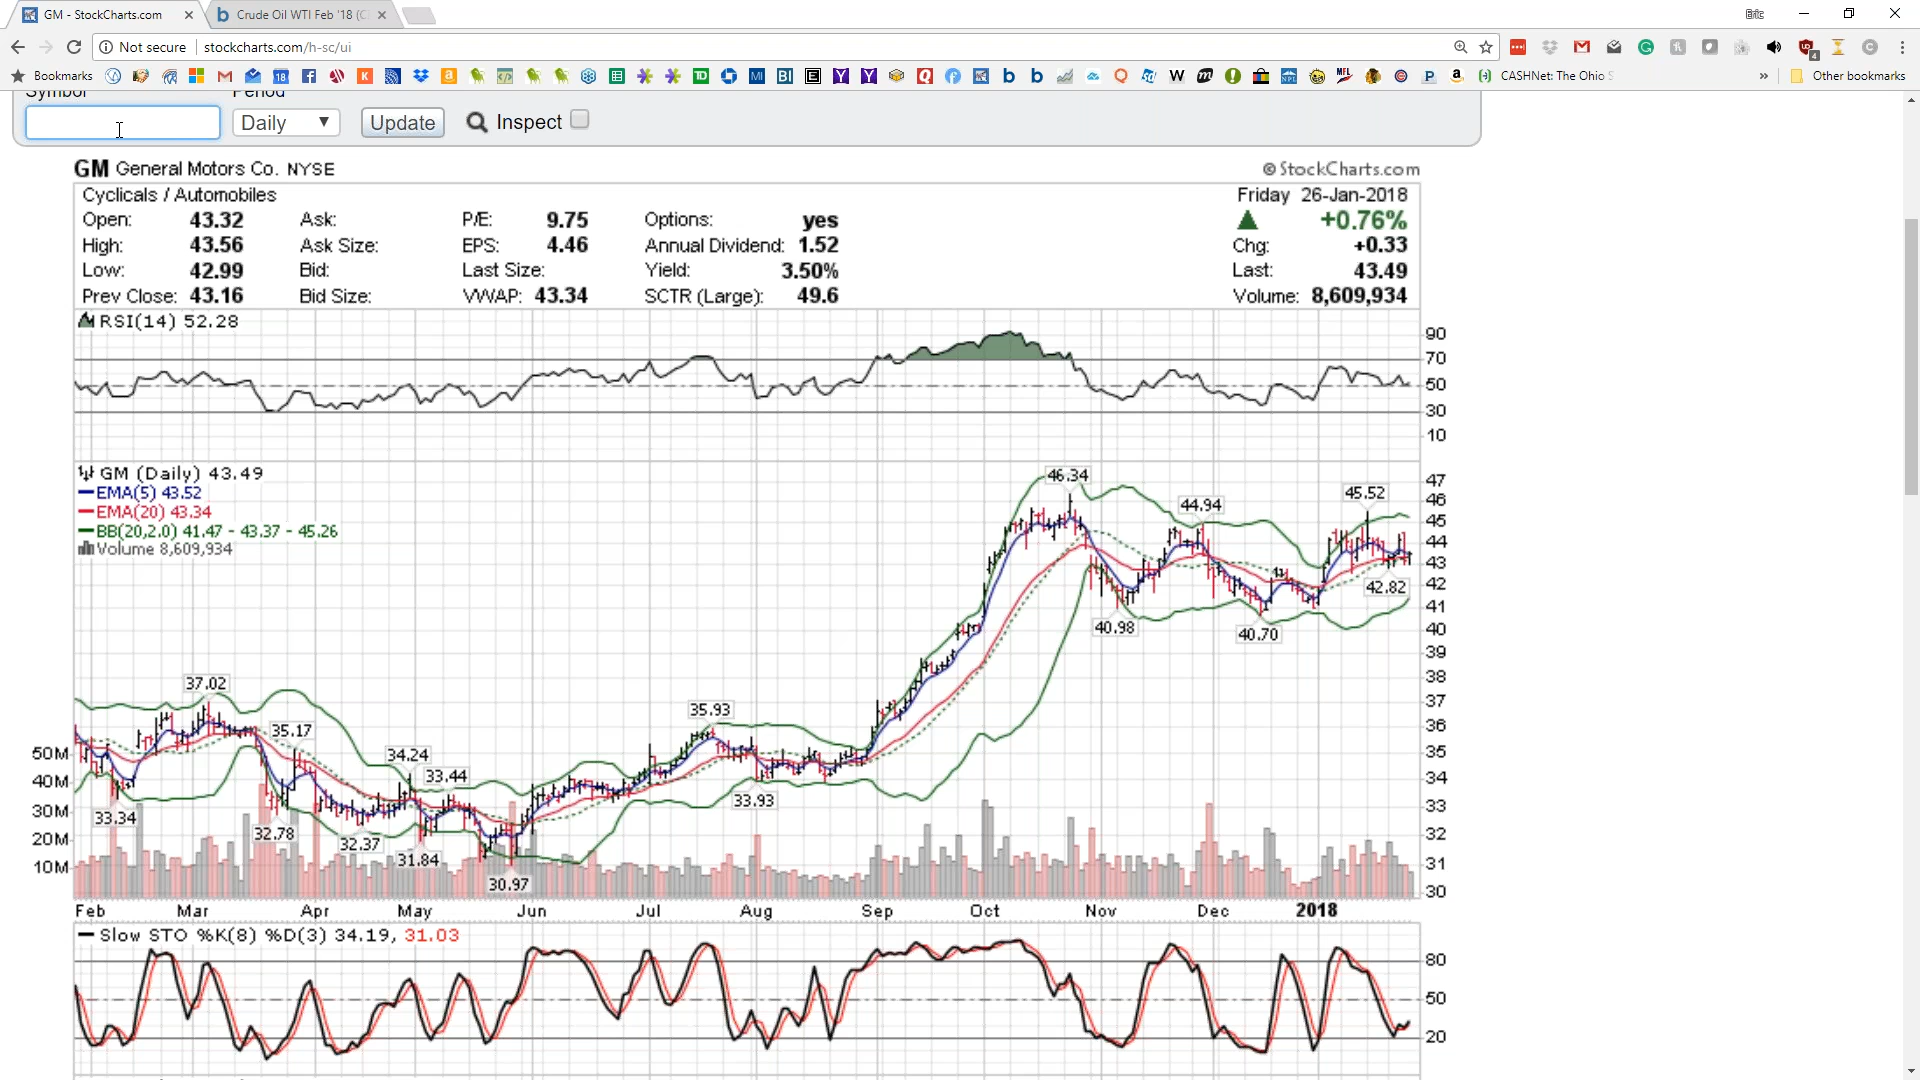 GM - StockCharts.com
Crude Oil WTI Feb '18 (C
Eric
Not secure
stockcharts.com/h-sc/ui
Bookmarks
CASHNet: The Ohio S
»
Other bookmarks
Symbol
Period
Daily
Update
Inspect
GM General Motors Co. NYSE
© StockCharts.com
Cyclicals / Automobiles
Friday 26-Jan-2018
Open: 43.32 Ask: P/E: 9.75 Options: yes +0.76%
High: 43.56 Ask Size: EPS: 4.46 Annual Dividend: 1.52 Chg: +0.33
Low: 42.99 Bid: Last Size: Yield: 3.50% Last: 43.49
Prev Close: 43.16 Bid Size: VWAP: 43.34 SCTR (Large): 49.6 Volume: 8,609,934
RSI(14) 52.28
90
70
50
30
10
GM (Daily) 43.49
EMA(5) 43.52
EMA(20) 43.34
BB(20,2.0) 41.47 - 43.37 - 45.26
Volume 8,609,934
46.34
45.52
44.94
42.82
40.98
40.70
37.02
35.93
35.17
34.24
33.44
33.93
33.34
32.78
32.37
31.84
30.97
47
46
45
44
43
42
41
40
39
38
37
36
35
34
33
32
31
30
50M
40M
30M
20M
10M
Feb Mar Apr May Jun Jul Aug Sep Oct Nov Dec 2018
Slow STO %K(8) %D(3) 34.19, 31.03
80
50
20